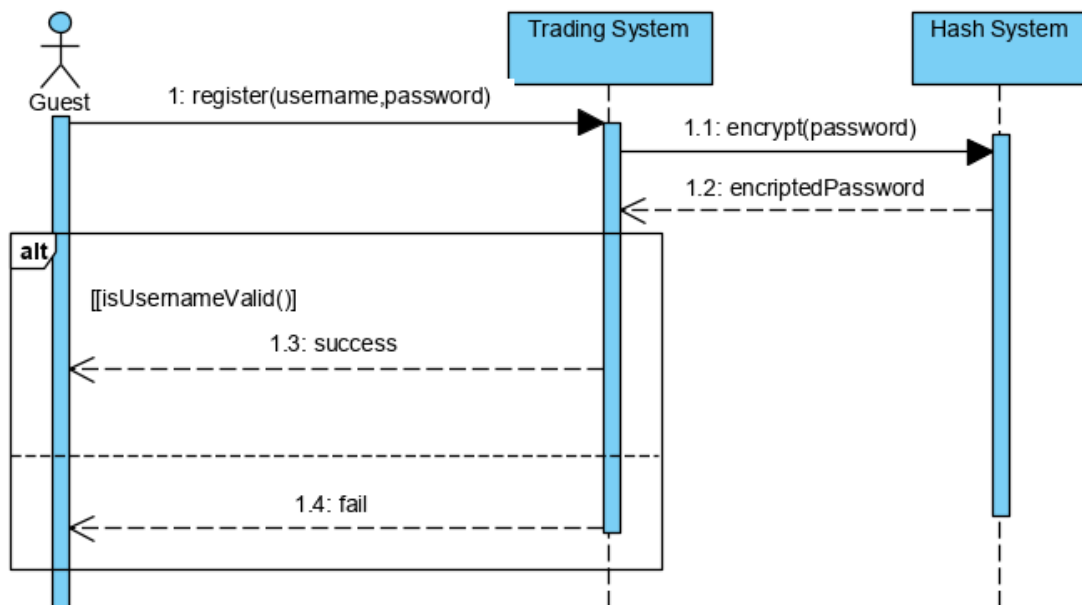 Trading System
Hash System
Guest
1: register(username,password)
1.1: encrypt(password)
1.2: encriptedPassword
alt
[[isUsernameValid()]
1.3: success
1.4: fail